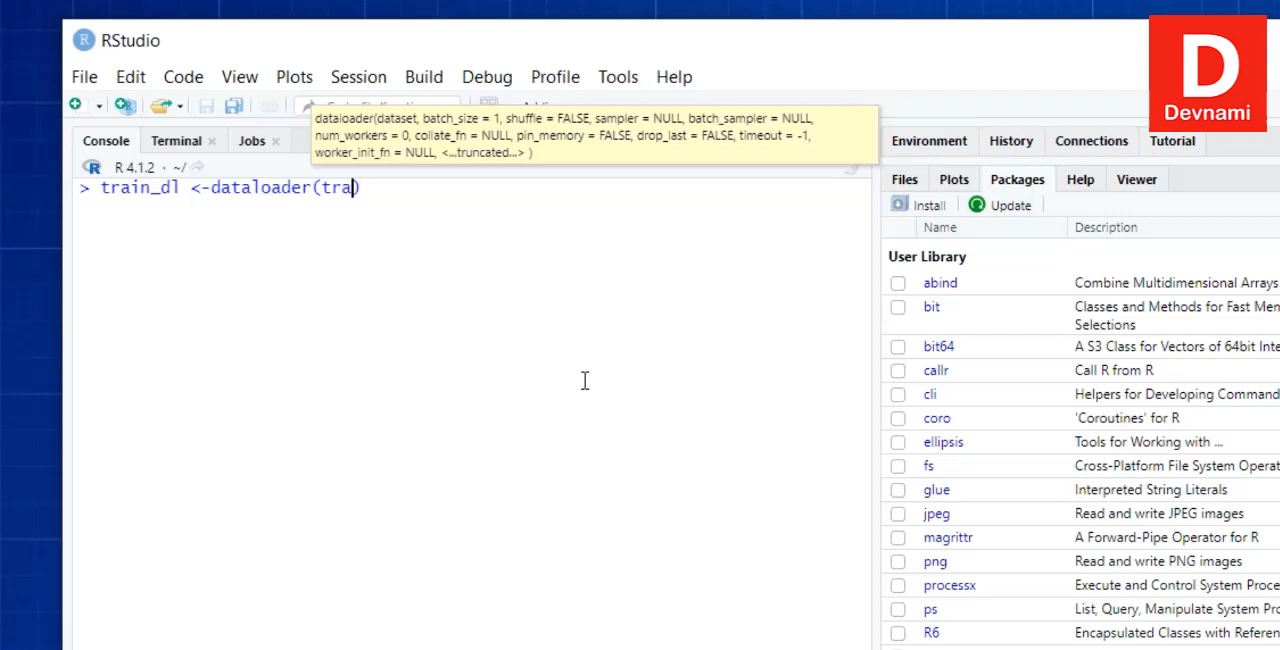 RStudio
D
Devnami
File Edit Code View Plots Session Build Debug Profile Tools Help
dataloader(dataset, batch_size = 1, shuffle = FALSE, sampler = NULL, batch_sampler = NULL,
num_workers = 0, collate_fn = NULL, pin_memory = FALSE, drop_last = FALSE, timeout = -1,
worker_init_fn = NULL, <...truncated...> )
Console Terminal Jobs
R 4.1.2 · ~/
> train_dl <-dataloader(tra)
Environment History Connections Tutorial
Files Plots Packages Help Viewer
Install Update
Name Description
User Library
abind Combine Multidimensional Arrays
bit Classes and Methods for Fast Mem
Selections
bit64 A S3 Class for Vectors of 64bit Inte
callr Call R from R
cli Helpers for Developing Command
coro 'Coroutines' for R
ellipsis Tools for Working with ...
fs Cross-Platform File System Operat
glue Interpreted String Literals
jpeg Read and write JPEG images
magrittr A Forward-Pipe Operator for R
png Read and write PNG images
processx Execute and Control System Proce
ps List, Query, Manipulate System Pro
R6 Encapsulated Classes with Referen